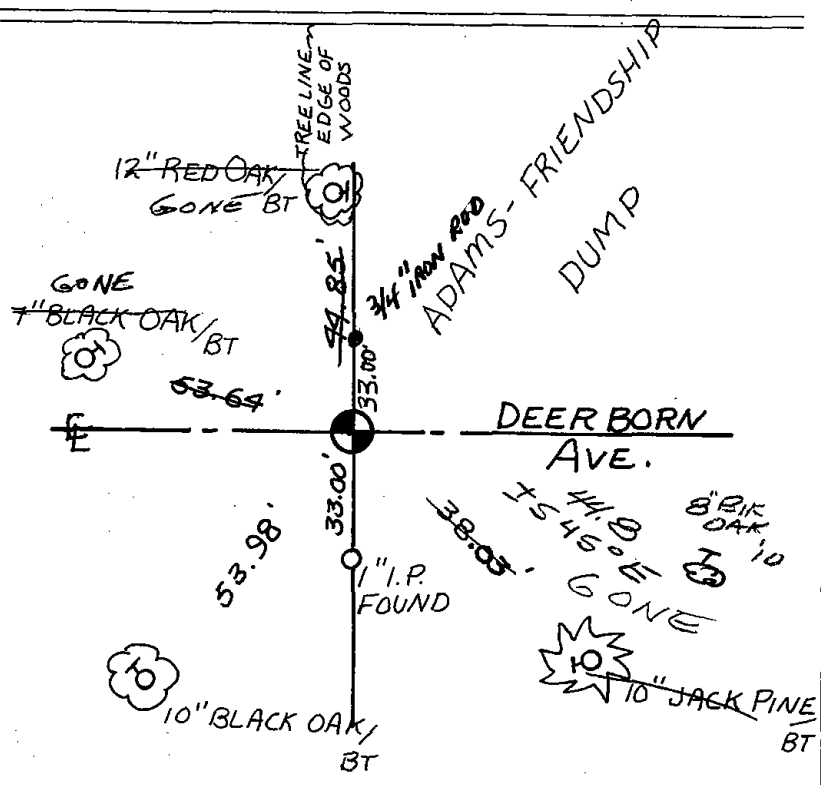 TREE LINE
EDGE OF
WOODS
12" RED OAK/
GONE BT
ADAMS - FRIENDSHIP
DUMP
3/4" IRON ROD
44.85'
33.00'
GONE
7" BLACK OAK/
BT
53.64'
℄
DEERBORN
AVE.
33.00'
53.98'
38.03'
1" I.P.
FOUND
44.8
±S 45° E
GONE
8" BlK
OAK
'10
10" BLACK OAK/
BT
10" JACK PINE/
BT